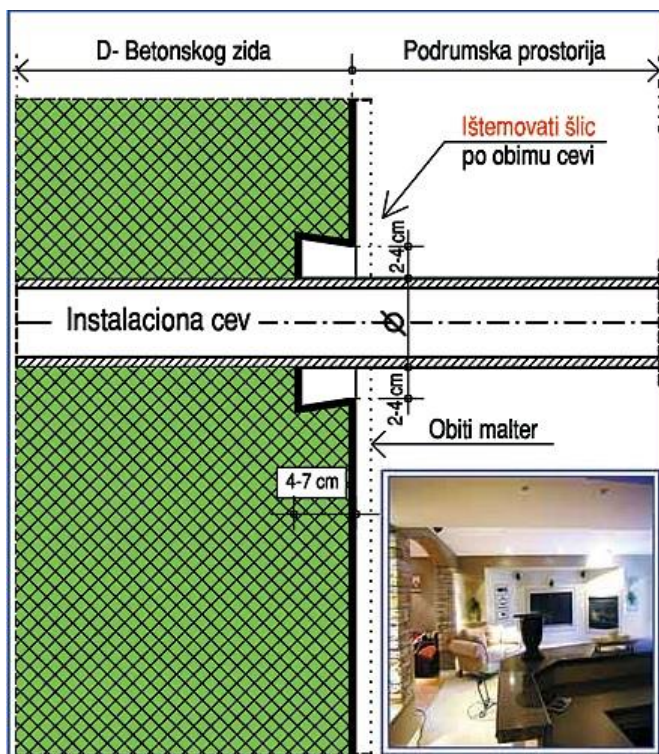 D- Betonskog zida
Podrumska prostorija
Ištemovati šlic
po obimu cevi
2-4 cm
Instalaciona cev
Ø
2-4 cm
Obiti malter
4-7 cm